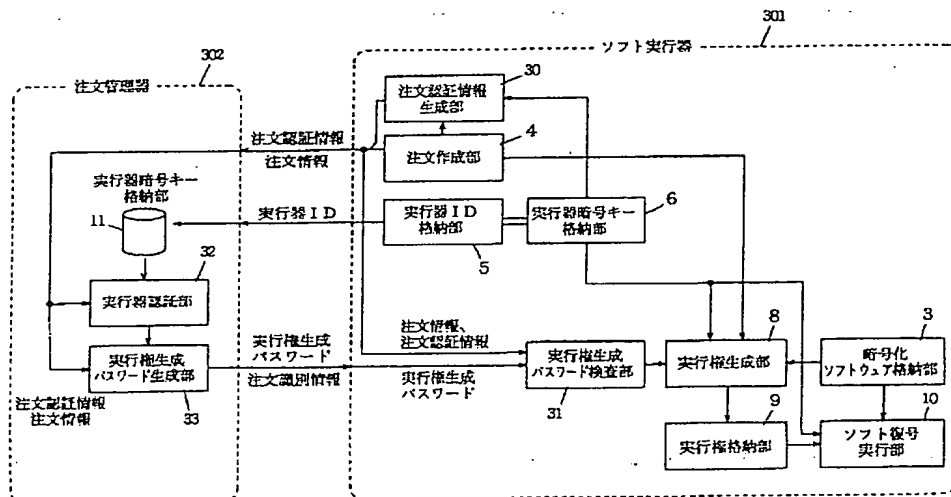 301
ソフト実行器
302
注文管理器
30
注文認証情報
生成部
4
注文認証情報
注文情報
注文作成部
実行器暗号キー
格納部
6
11
実行器ID
実行器ID
格納部
実行器暗号キー
格納部
5
32
実行器認証部
注文情報、
注文認証情報
8
3
実行権生成
パスワード
実行権生成
パスワード生成部
注文識別情報
実行権生成
パスワード
実行権生成
パスワード検査部
実行権生成部
暗号化
ソフトウェア格納部
注文認証情報
注文情報
33
31
9
10
実行権格納部
ソフト復号
実行部